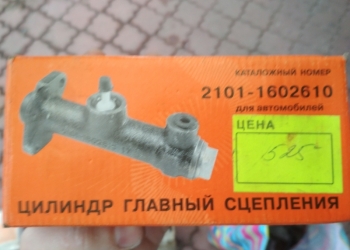 КАТАЛОЖНЫЙ НОМЕР
2101-1602610
для автомобилей
ЦЕНА
525
ЦИЛИНДР ГЛАВНЫЙ СЦЕПЛЕНИЯ